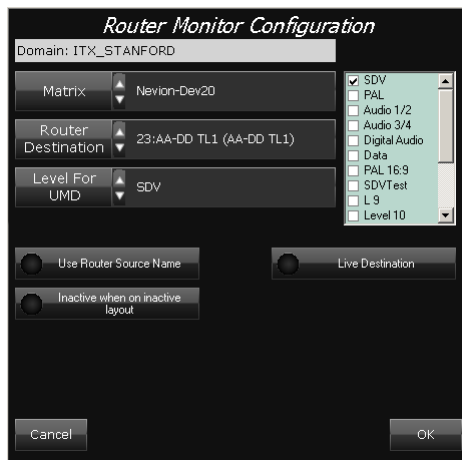 Router Monitor Configuration
Domain: ITX_STANFORD
Matrix
Nevion-Dev20
Router
Destination
23:AA-DD TL1 (AA-DD TL1)
Level For
UMD
SDV
SDV
PAL
Audio 1/2
Audio 3/4
Digital Audio
Data
PAL 16:9
SDVTest
L 9
Level 10
Use Router Source Name
Live Destination
Inactive when on inactive
layout
Cancel
OK